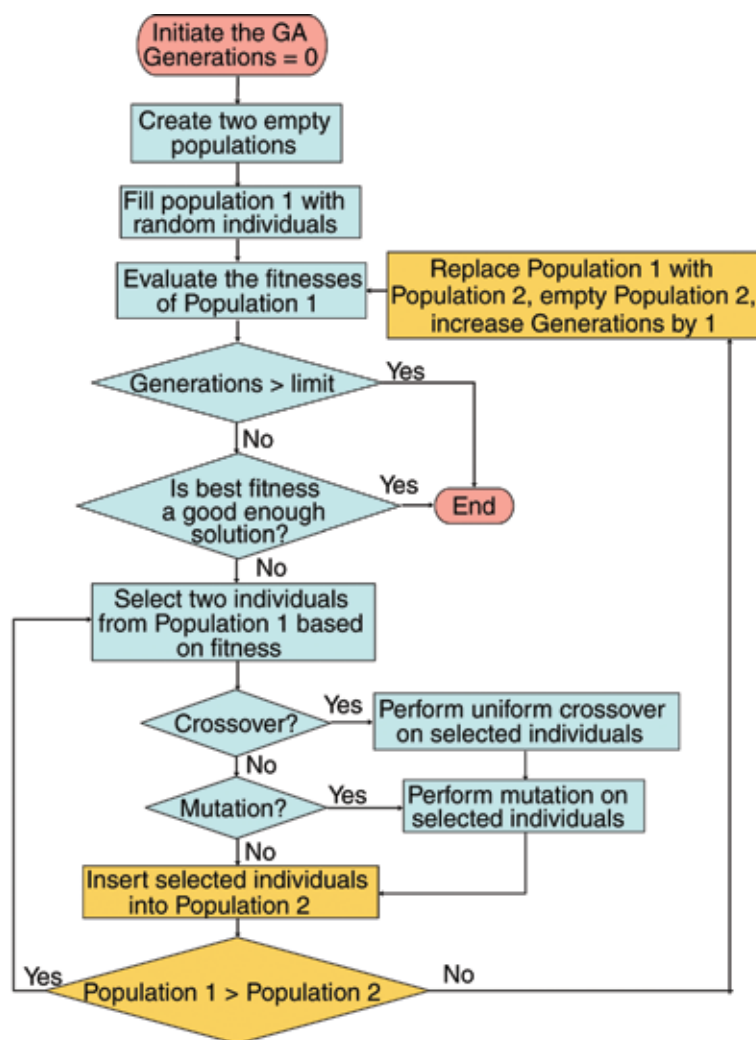 Initiate the GA
Generations = 0
Create two empty
populations
Fill population 1 with
random individuals
Evaluate the fitnesses
of Population 1
Replace Population 1 with
Population 2, empty Population 2,
increase Generations by 1
Generations > limit
Yes
No
Is best fitness
a good enough
solution?
Yes
End
No
Select two individuals
from Population 1 based
on fitness
Crossover?
Yes
Perform uniform crossover
on selected individuals
No
Mutation?
Yes
Perform mutation on
selected individuals
No
Insert selected individuals
into Population 2
Yes
Population 1 > Population 2
No